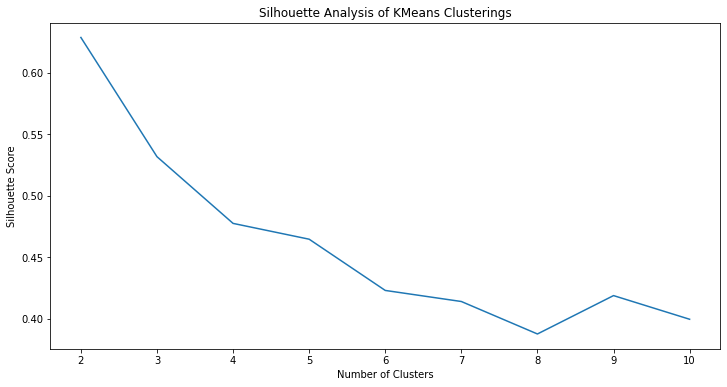 Silhouette Analysis of KMeans Clusterings
0.60
0.55
0.50
0.45
0.40
Silhouette Score
2 3 4 5 6 7 8 9 10
Number of Clusters